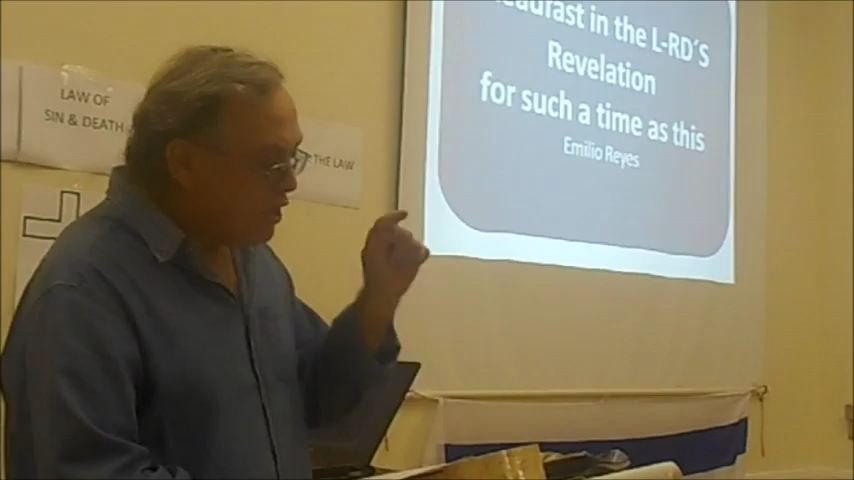 in the L-RD´S
Revelation
for such a time as this
Emilio Reyes
LAW OF
SIN & DEATH
THE LAW